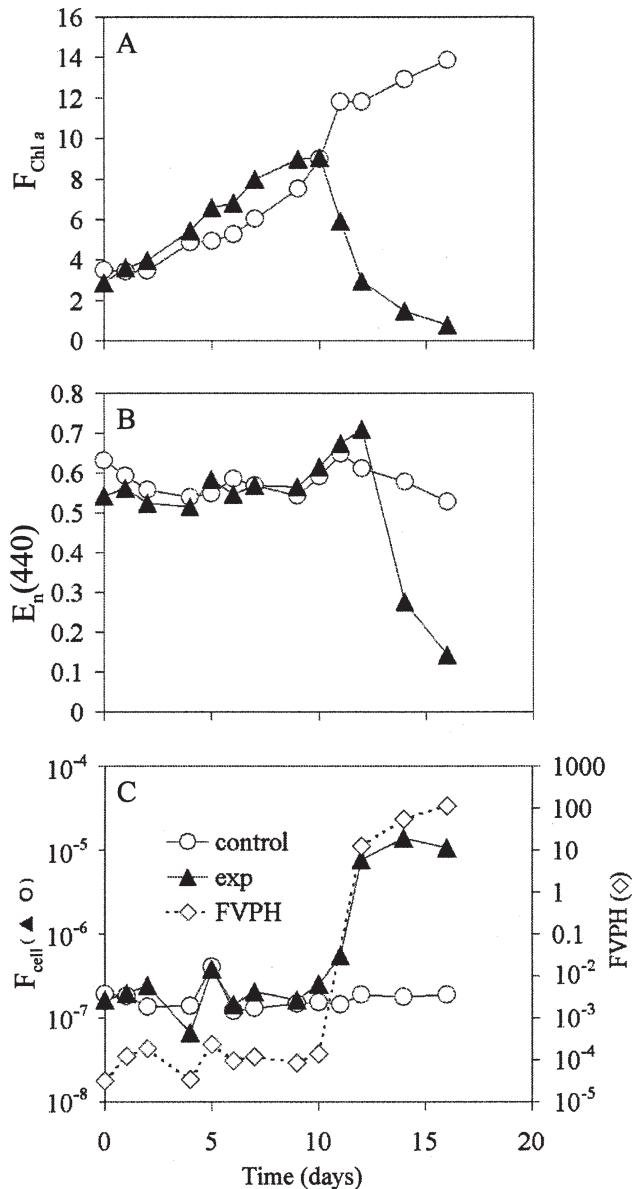 16
14
12
10
8
6
4
2
0
A
F Chl a
0.8
0.7
0.6
0.5
0.4
0.3
0.2
0.1
0
B
En(440)
10-4
10-5
10-6
10-7
10-8
C
control
exp
FVPH
Fcell (▲ ○)
1000
100
10
1
0.1
10-2
10-3
10-4
10-5
FVPH (◇)
0 5 10 15 20
Time (days)